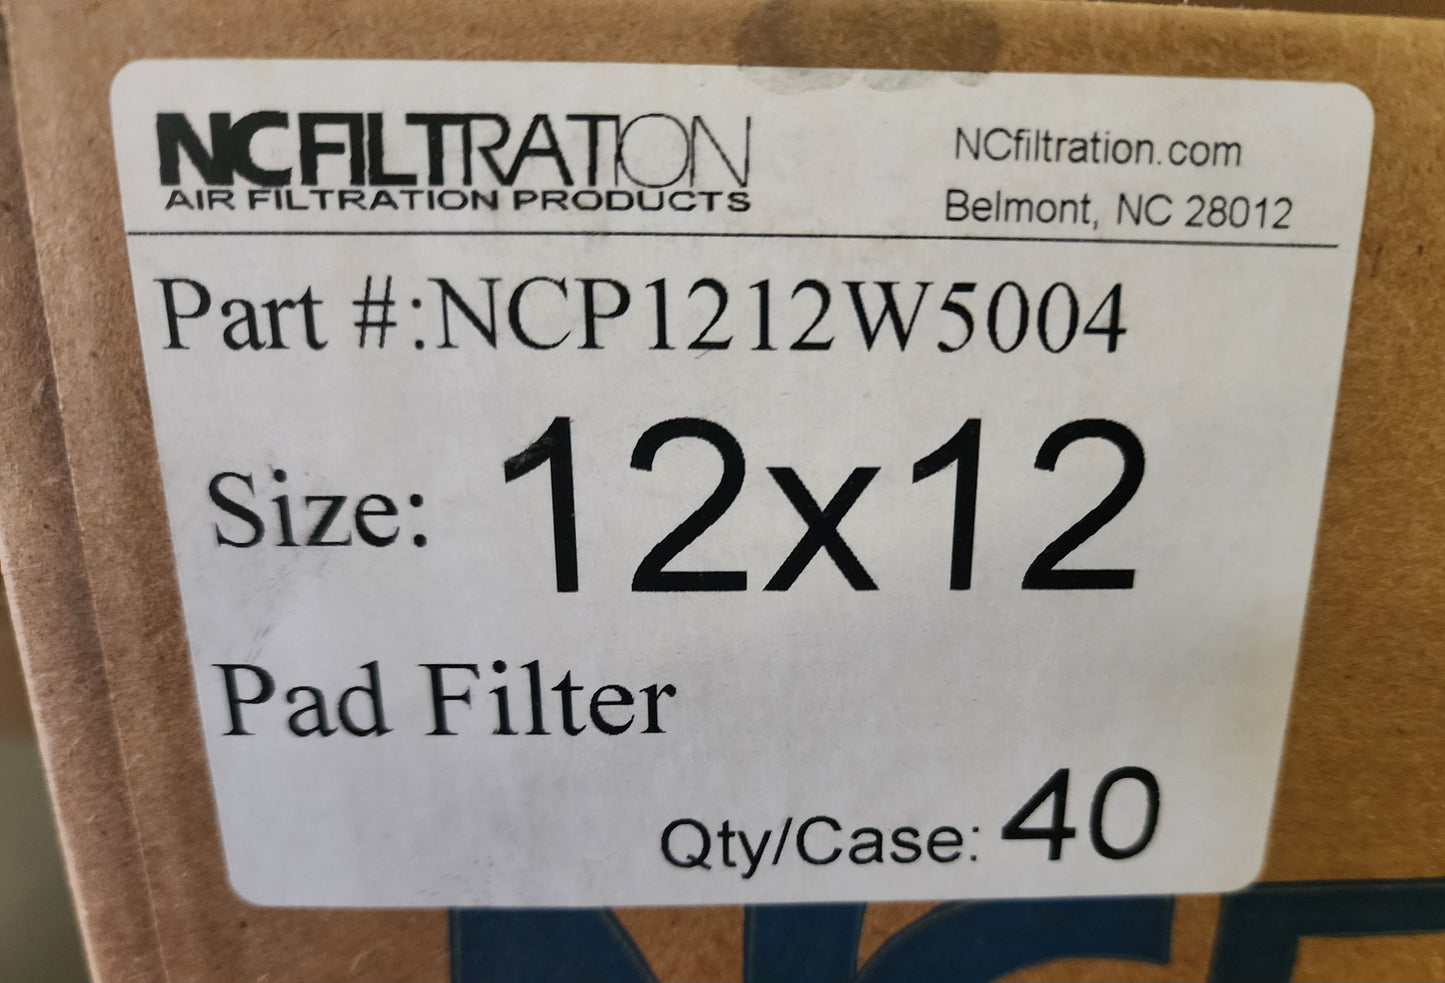 NCFILTRATION
AIR FILTRATION PRODUCTS
NCfiltration.com
Belmont, NC 28012
Part #:NCP1212W5004
Size: 12x12
Pad Filter
Qty/Case: 40